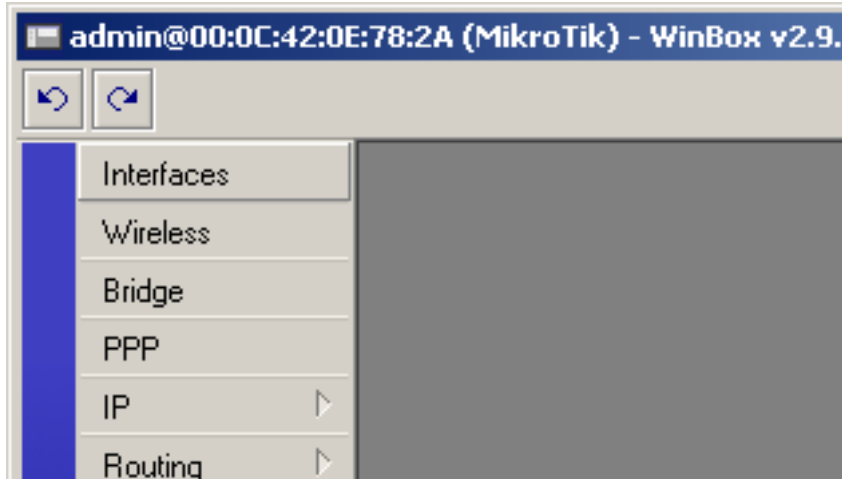 admin@00:0C:42:0E:78:2A (MikroTik) - WinBox v2.9.
Interfaces
Wireless
Bridge
PPP
IP
Routing